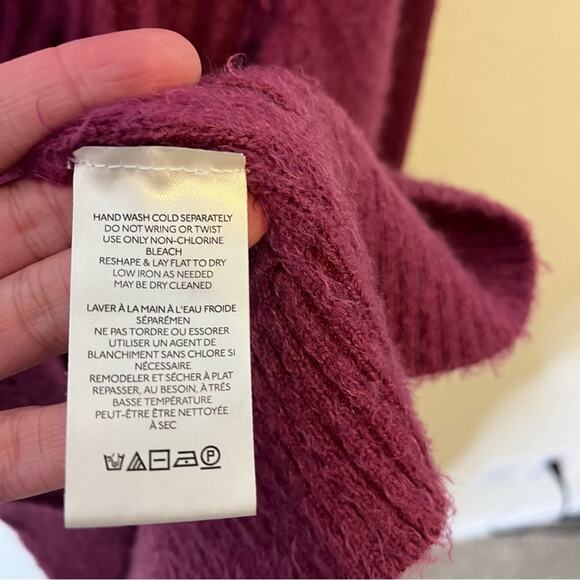 HAND WASH COLD SEPARATELY
DO NOT WRING OR TWIST
USE ONLY NON-CHLORINE
BLEACH
RESHAPE & LAY FLAT TO DRY
LOW IRON AS NEEDED
MAY BE DRY CLEANED
LAVER À LA MAIN À L'EAU FROIDE
SÉPARÉMEN
NE PAS TORDRE OU ESSORER
UTILISER UN AGENT DE
BLANCHIMENT SANS CHLORE SI
NÉCESSAIRE
REMODELER ET SÉCHER À PLAT
REPASSER, AU BESOIN, À TRÉS
BASSE TEMPÉRATURE
PEUT-ÊTRE ÊTRE NETTOYÉE
À SEC
P